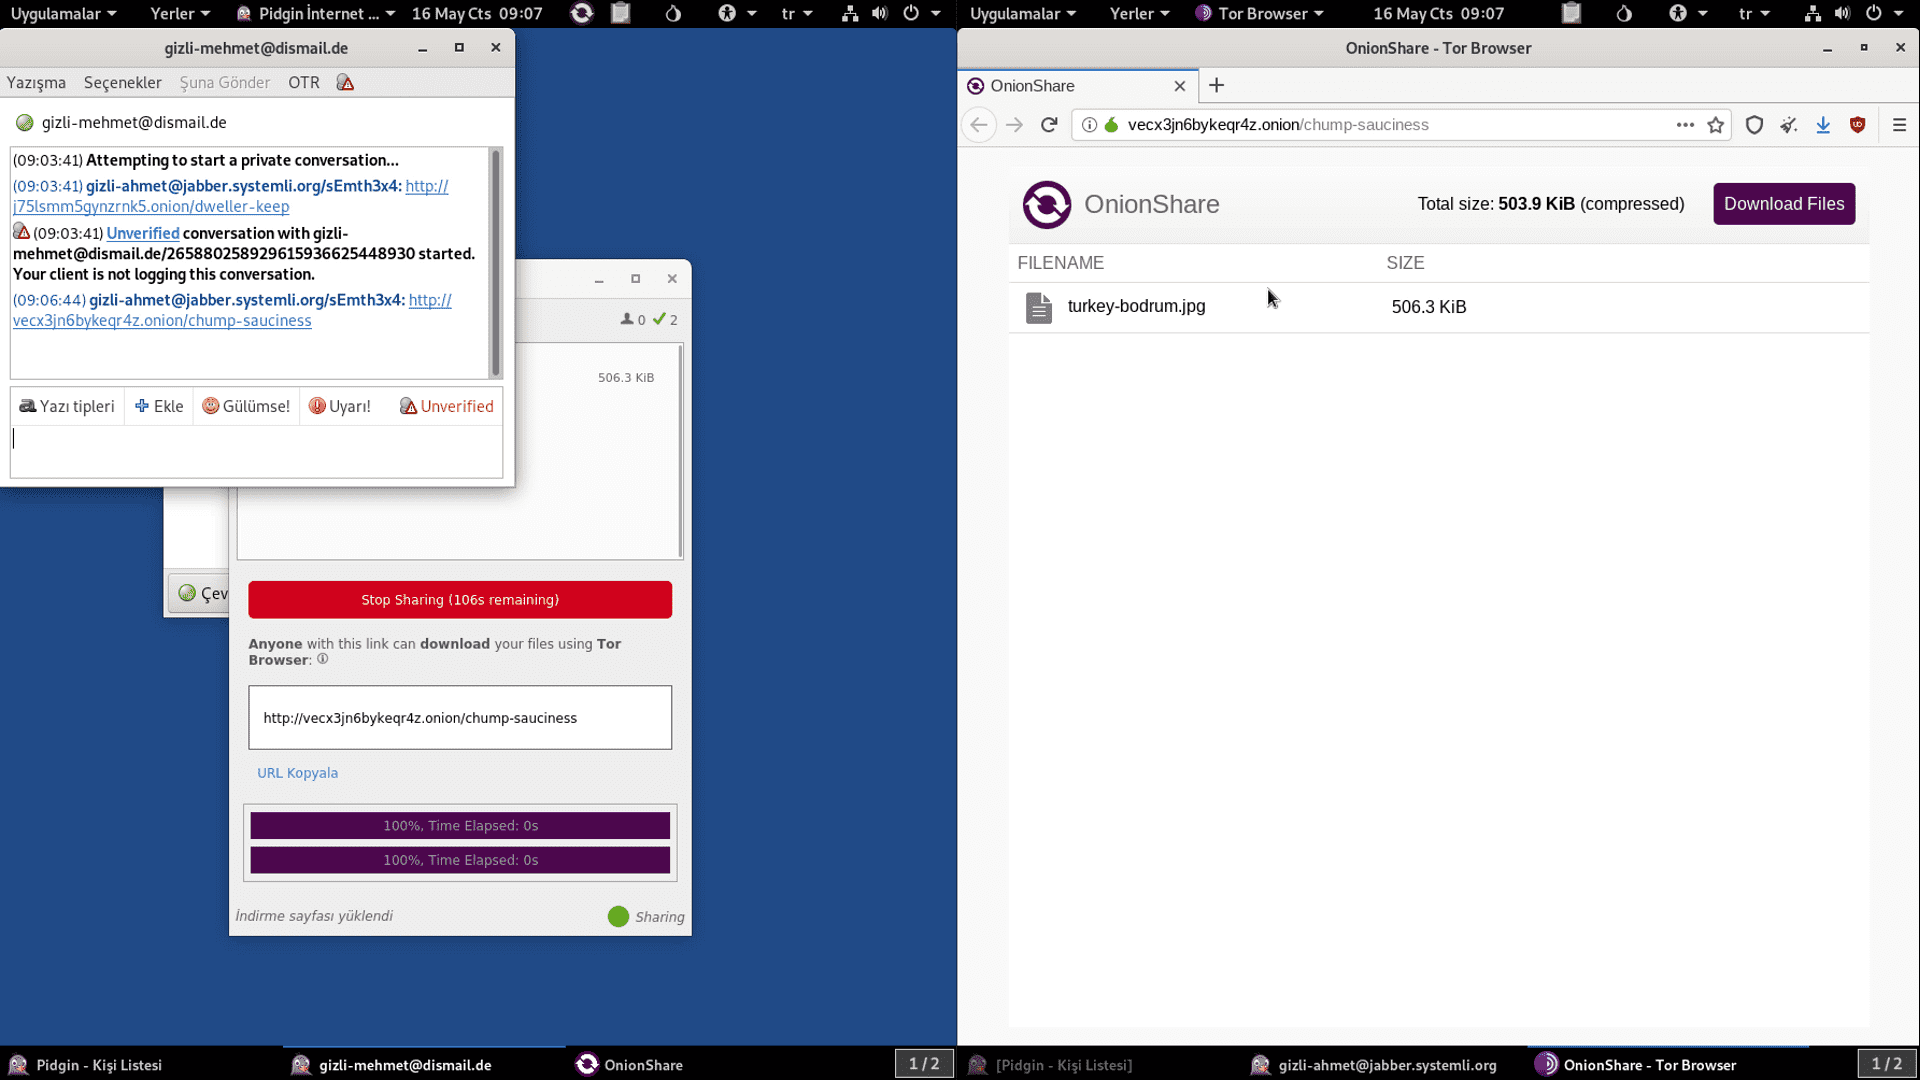 Uygulamalar Yerler Pidgin İnternet ... 16 May Cts 09:07 tr
gizli-mehmet@dismail.de
Yazışma Seçenekler Şuna Gönder OTR
gizli-mehmet@dismail.de
(09:03:41) Attempting to start a private conversation...
(09:03:41) gizli-ahmet@jabber.systemli.org/sEmth3x4: http://
j75lsmm5gynzrnk5.onion/dweller-keep
(09:03:41) Unverified conversation with gizli-
mehmet@dismail.de/265880258929615936625448930 started.
Your client is not logging this conversation.
(09:06:44) gizli-ahmet@jabber.systemli.org/sEmth3x4: http://
vecx3jn6bykeqr4z.onion/chump-sauciness
Yazı tipleri Ekle Gülümse! Uyarı! Unverified
0 2
506.3 KiB
Çev
Stop Sharing (106s remaining)
Anyone with this link can download your files using Tor
Browser:
http://vecx3jn6bykeqr4z.onion/chump-sauciness
URL Kopyala
100%, Time Elapsed: 0s
100%, Time Elapsed: 0s
İndirme sayfası yüklendi Sharing
Pidgin - Kişi Listesi gizli-mehmet@dismail.de OnionShare 1 / 2
Uygulamalar Yerler Tor Browser 16 May Cts 09:07 tr
OnionShare - Tor Browser
OnionShare
vecx3jn6bykeqr4z.onion/chump-sauciness
OnionShare Total size: 503.9 KiB (compressed) Download Files
FILENAME SIZE
turkey-bodrum.jpg 506.3 KiB
[Pidgin - Kişi Listesi] gizli-ahmet@jabber.systemli.org OnionShare - Tor Browser 1 / 2